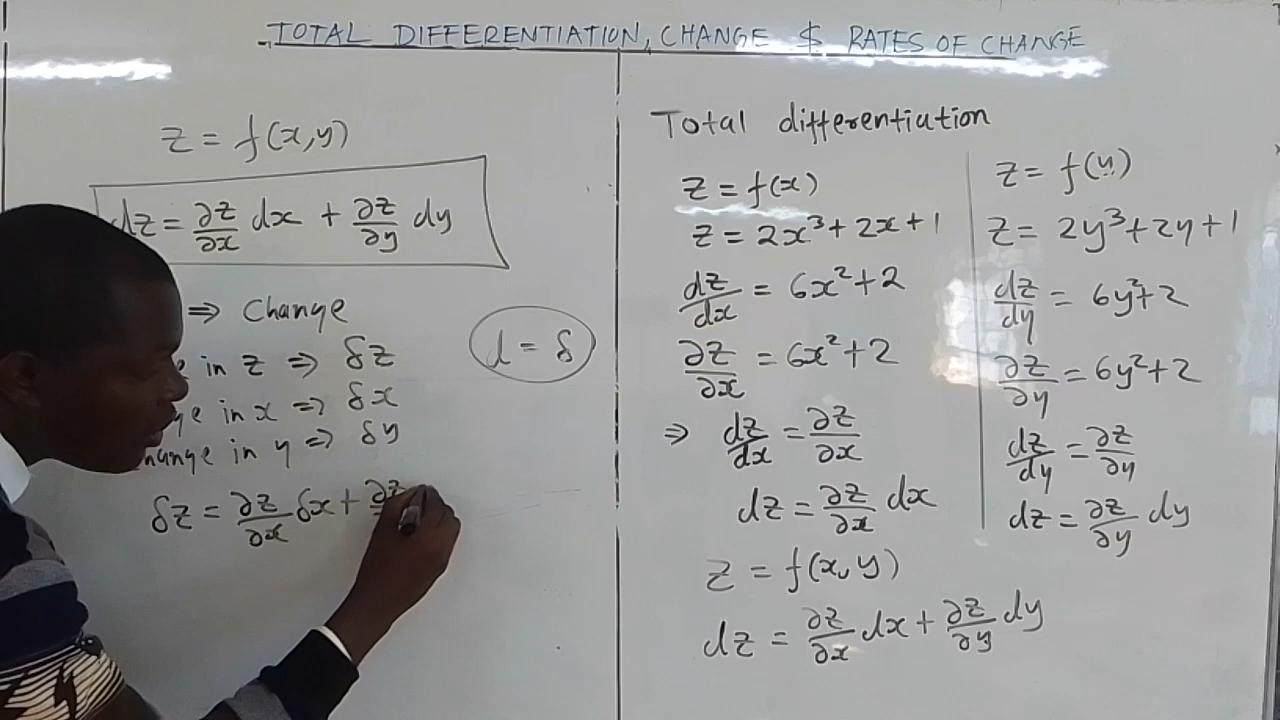 TOTAL DIFFERENTIATION, CHANGE $ RATES OF CHANGE
z = f(x,y)
dz = ∂z/∂x dx + ∂z/∂y dy
⇒ Change
in z ⇒ δz
in x ⇒ δx
in y ⇒ δy
d = δ
δz = ∂z/∂x δx + ∂z
Total differentiation
z = f(x)
z = 2x³ + 2x + 1
dz/dx = 6x² + 2
∂z/∂x = 6x² + 2
⇒ dz/dx = ∂z/∂x
dz = ∂z/∂x dx
z = f(y)
z = 2y³ + 2y + 1
dz/dy = 6y² + 2
∂z/∂y = 6y² + 2
dz/dy = ∂z/∂y
dz = ∂z/∂y dy
z = f(x, y)
dz = ∂z/∂x dx + ∂z/∂y dy